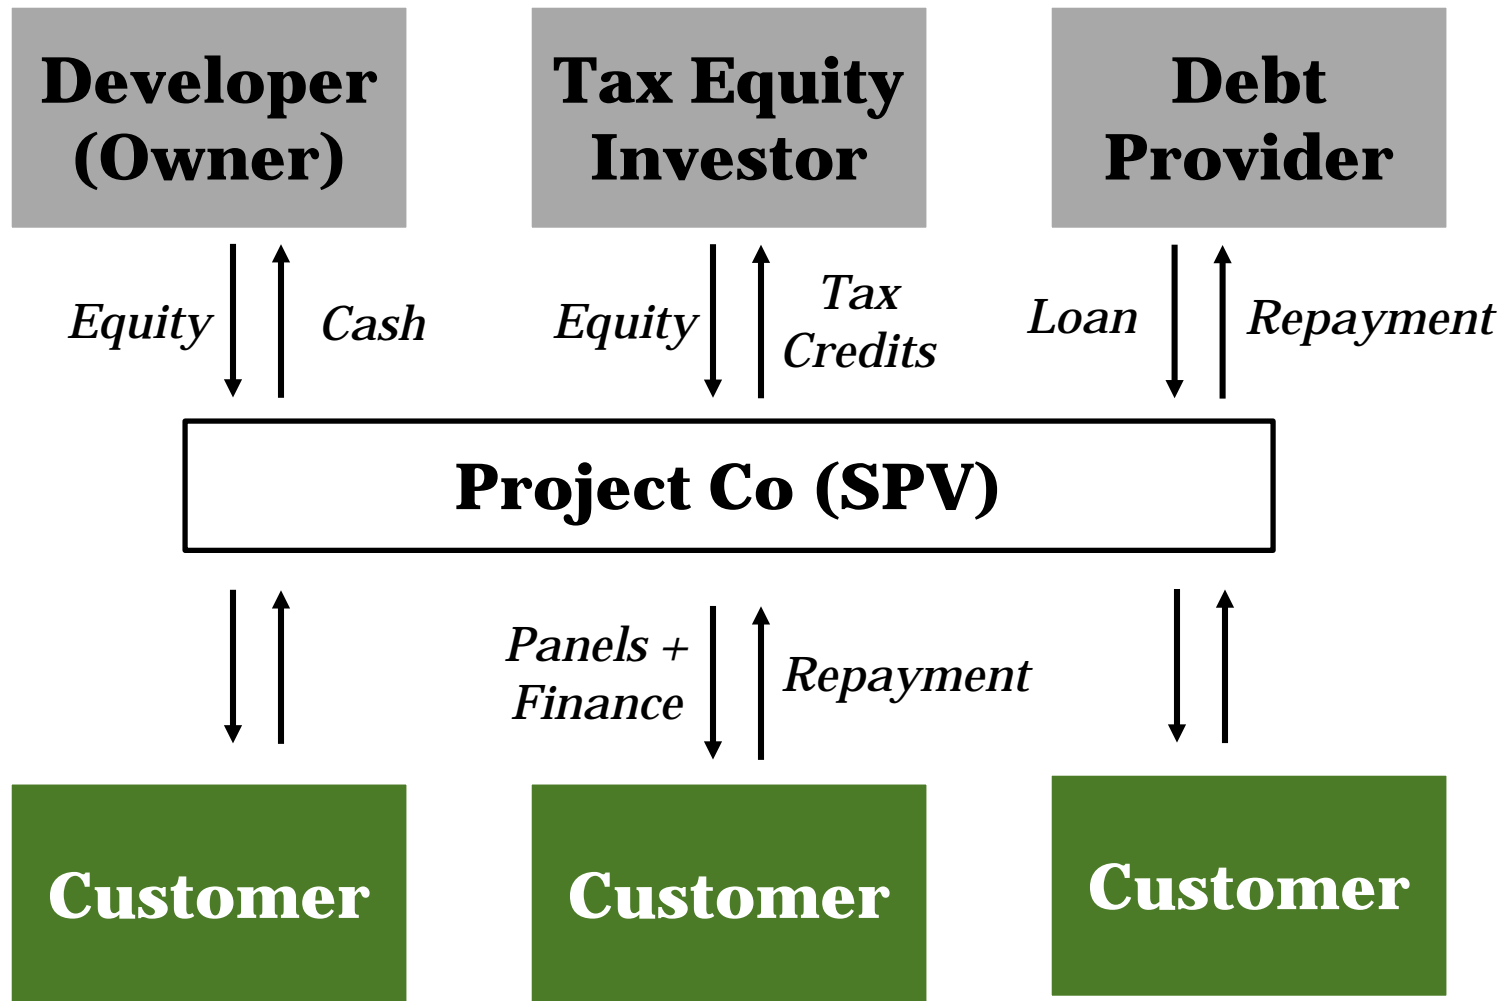 Developer
(Owner)
Tax Equity
Investor
Debt
Provider
Equity
Cash
Equity
Tax
Credits
Loan
Repayment
Project Co (SPV)
Panels +
Finance
Repayment
Customer
Customer
Customer